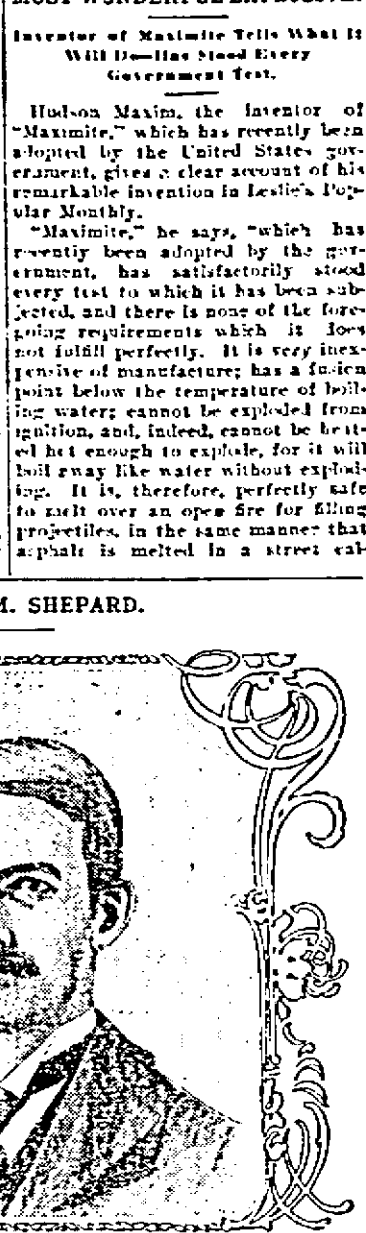 MOST WONDERFUL EXPLOSIVE.
Inventor of Maximite Tells What It
Will Do—Has Stood Every
Government Test.
Hudson Maxim, the inventor of
"Maximite," which has recently been
adopted by the United States gov-
ernment, gives a clear account of his
remarkable invention in Leslie's Pop-
ular Monthly.
"Maximite," he says, "which has
recently been adopted by the gov-
ernment, has satisfactorily stood
every test to which it has been sub-
jected, and there is none of the fore-
going requirements which it does
not fulfill perfectly. It is very inex-
pensive of manufacture; has a fusion
point below the temperature of boil-
ing water; cannot be exploded from
ignition, and, indeed, cannot be heat-
ed hot enough to explode, for it will
boil away like water without explod-
ing. It is, therefore, perfectly safe
to melt over an open fire for filling
projectiles, in the same manner that
asphalt is melted in a street cal-
M. SHEPARD.